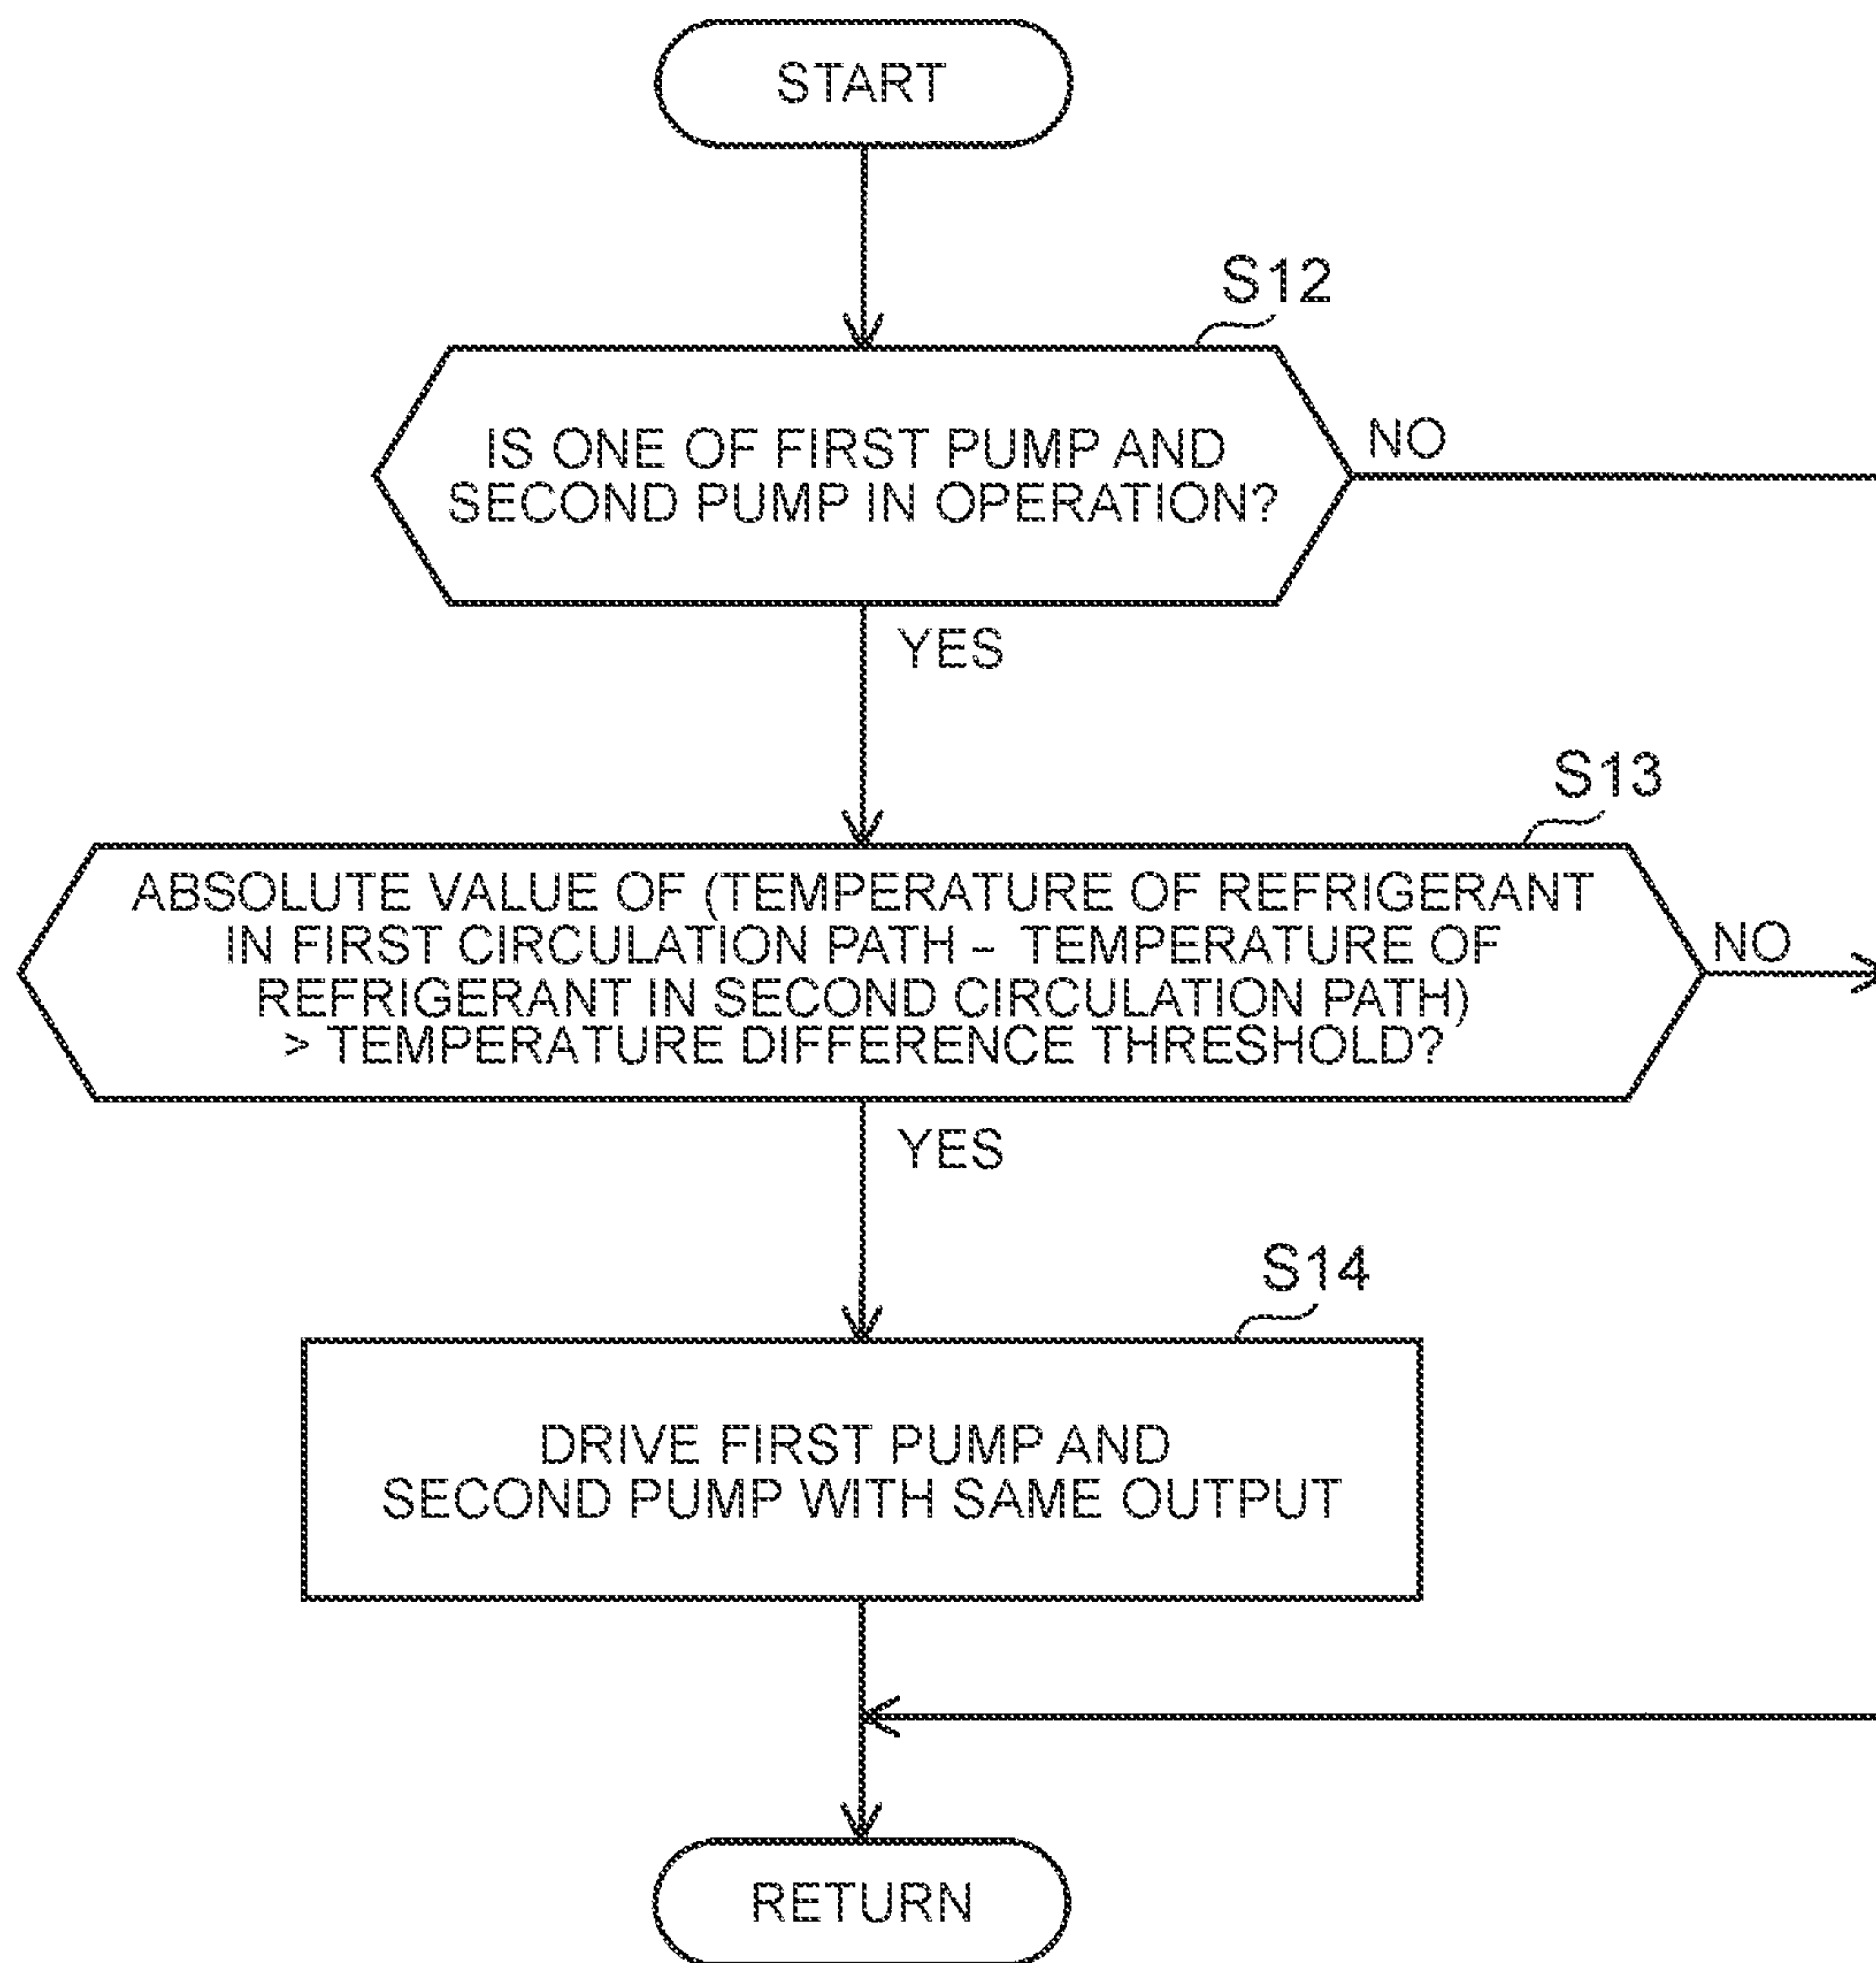 START
S12
IS ONE OF FIRST PUMP AND
SECOND PUMP IN OPERATION?
NO
YES
S13
ABSOLUTE VALUE OF (TEMPERATURE OF REFRIGERANT
IN FIRST CIRCULATION PATH – TEMPERATURE OF
REFRIGERANT IN SECOND CIRCULATION PATH)
> TEMPERATURE DIFFERENCE THRESHOLD?
NO
YES
S14
DRIVE FIRST PUMP AND
SECOND PUMP WITH SAME OUTPUT
RETURN